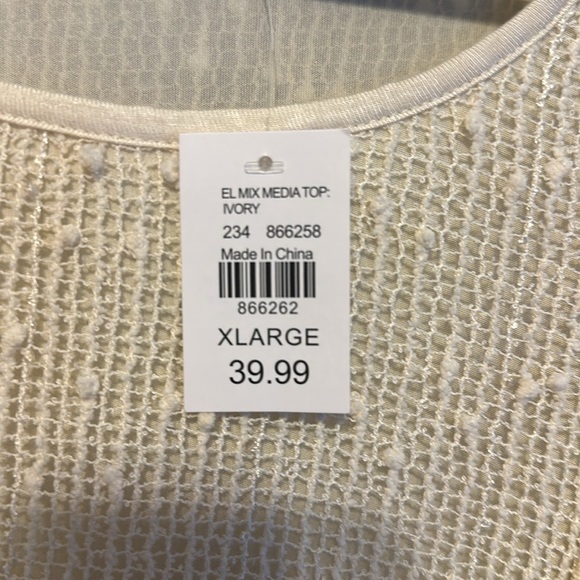 EL MIX MEDIA TOP:
IVORY
234 866258
Made In China
866262
XLARGE
39.99